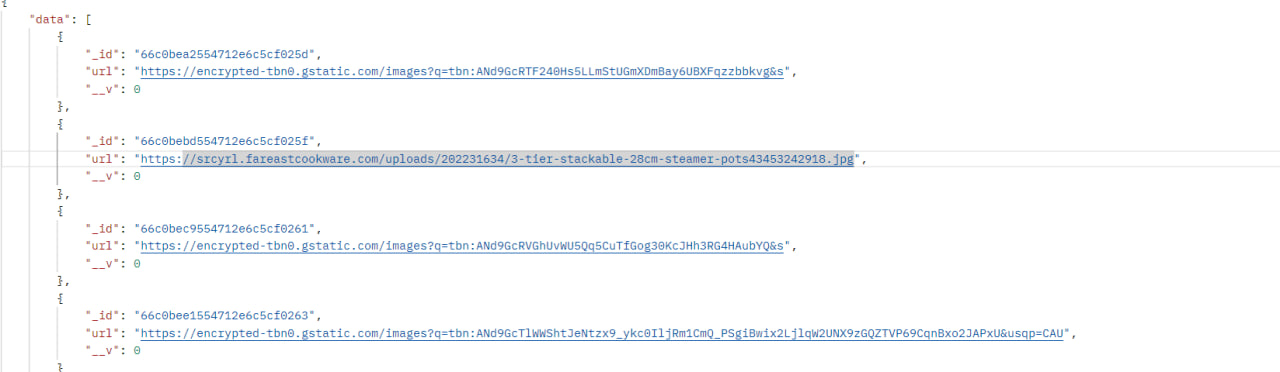 {
"data": [
{
"_id": "66c0bea2554712e6c5cf025d",
"url": "https://encrypted-tbn0.gstatic.com/images?q=tbn:ANd9GcRTF240Hs5LLmStUGmXDmBay6UBXFqzzbbkvg&s",
"__v": 0
},
{
"_id": "66c0bebd554712e6c5cf025f",
"url": "https://srcyrl.fareastcookware.com/uploads/202231634/3-tier-stackable-28cm-steamer-pots43453242918.jpg",
"__v": 0
},
{
"_id": "66c0bec9554712e6c5cf0261",
"url": "https://encrypted-tbn0.gstatic.com/images?q=tbn:ANd9GcRVGhUvWU5Qq5CuTfGog30KcJHh3RG4HAubYQ&s",
"__v": 0
},
{
"_id": "66c0bee1554712e6c5cf0263",
"url": "https://encrypted-tbn0.gstatic.com/images?q=tbn:ANd9GcTlWWShtJeNtzx9_ykc0IljRm1CmQ_PSgiBwix2LjlqW2UNX9zGQZTVP69CqnBxo2JAPxU&usqp=CAU",
"__v": 0
}